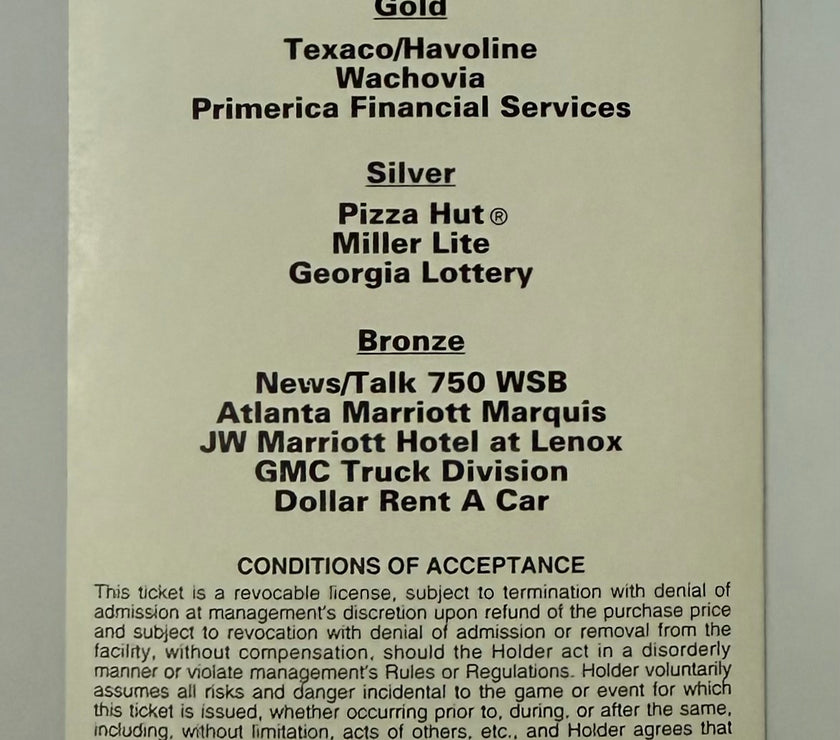 Gold
Texaco/Havoline
Wachovia
Primerica Financial Services
Silver
Pizza Hut ®
Miller Lite
Georgia Lottery
Bronze
News/Talk 750 WSB
Atlanta Marriott Marquis
JW Marriott Hotel at Lenox
GMC Truck Division
Dollar Rent A Car
CONDITIONS OF ACCEPTANCE
This ticket is a revocable license, subject to termination with denial of
admission at management's discretion upon refund of the purchase price
and subject to revocation with denial of admission or removal from the
facility, without compensation, should the Holder act in a disorderly
manner or violate management's Rules or Regulations. Holder voluntarily
assumes all risks and danger incidental to the game or event for which
this ticket is issued, whether occurring prior to, during, or after the same,
including, without limitation, acts of others, etc., and Holder agrees that